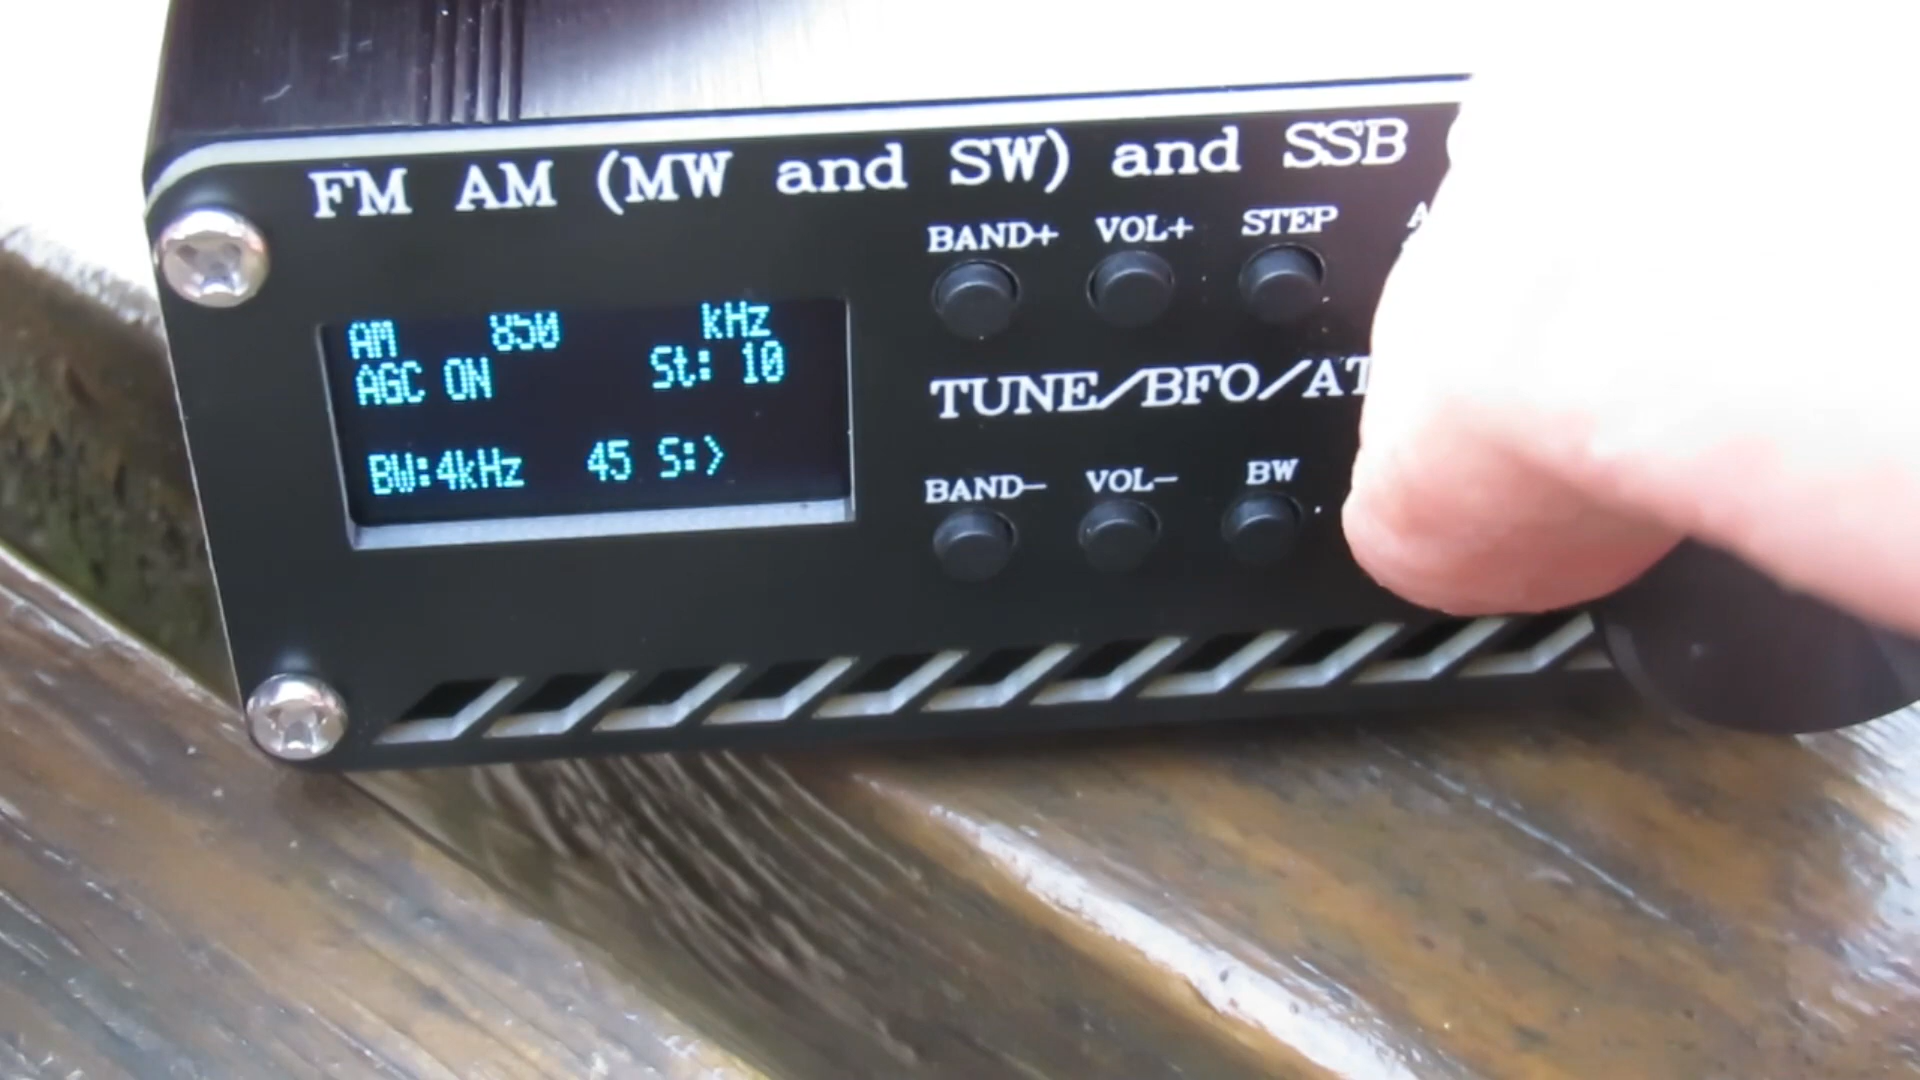 FM AM (MW and SW) and SSB
BAND+ VOL+ STEP
AM 850 kHz
AGC ON St: 10
TUNE/BFO/AT
BW:4kHz 45 S:>
BAND- VOL- BW